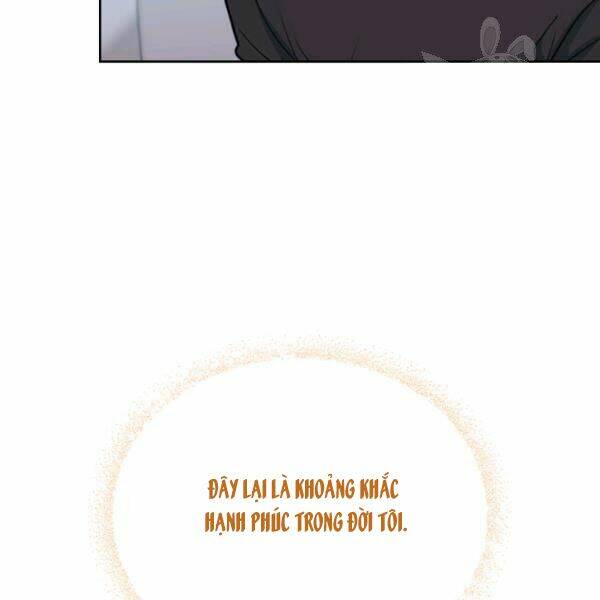 ĐÂY LẠI LÀ KHOẢNG KHẮC
HẠNH PHÚC TRONG ĐỜI TÔI.